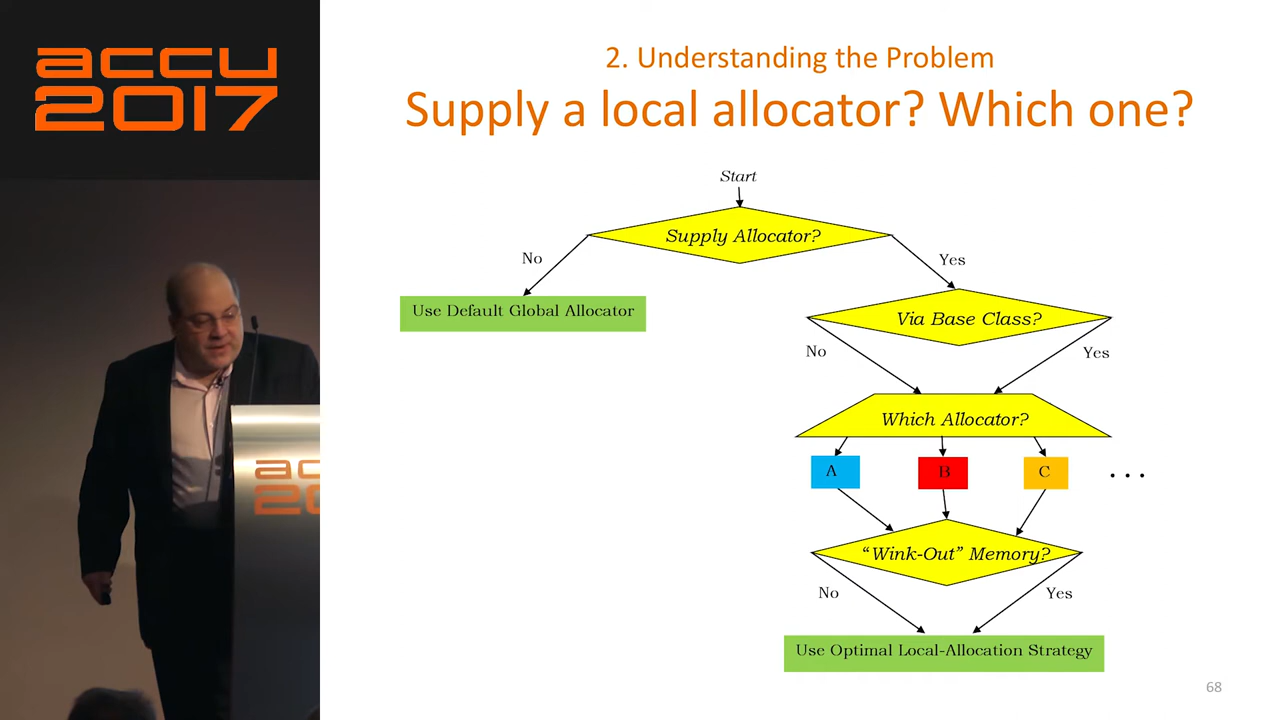 accu
2017
2. Understanding the Problem
Supply a local allocator? Which one?
Start
Supply Allocator?
No
Yes
Use Default Global Allocator
Via Base Class?
No
Yes
Which Allocator?
A
B
C
...
“Wink-Out” Memory?
No
Yes
Use Optimal Local-Allocation Strategy
68